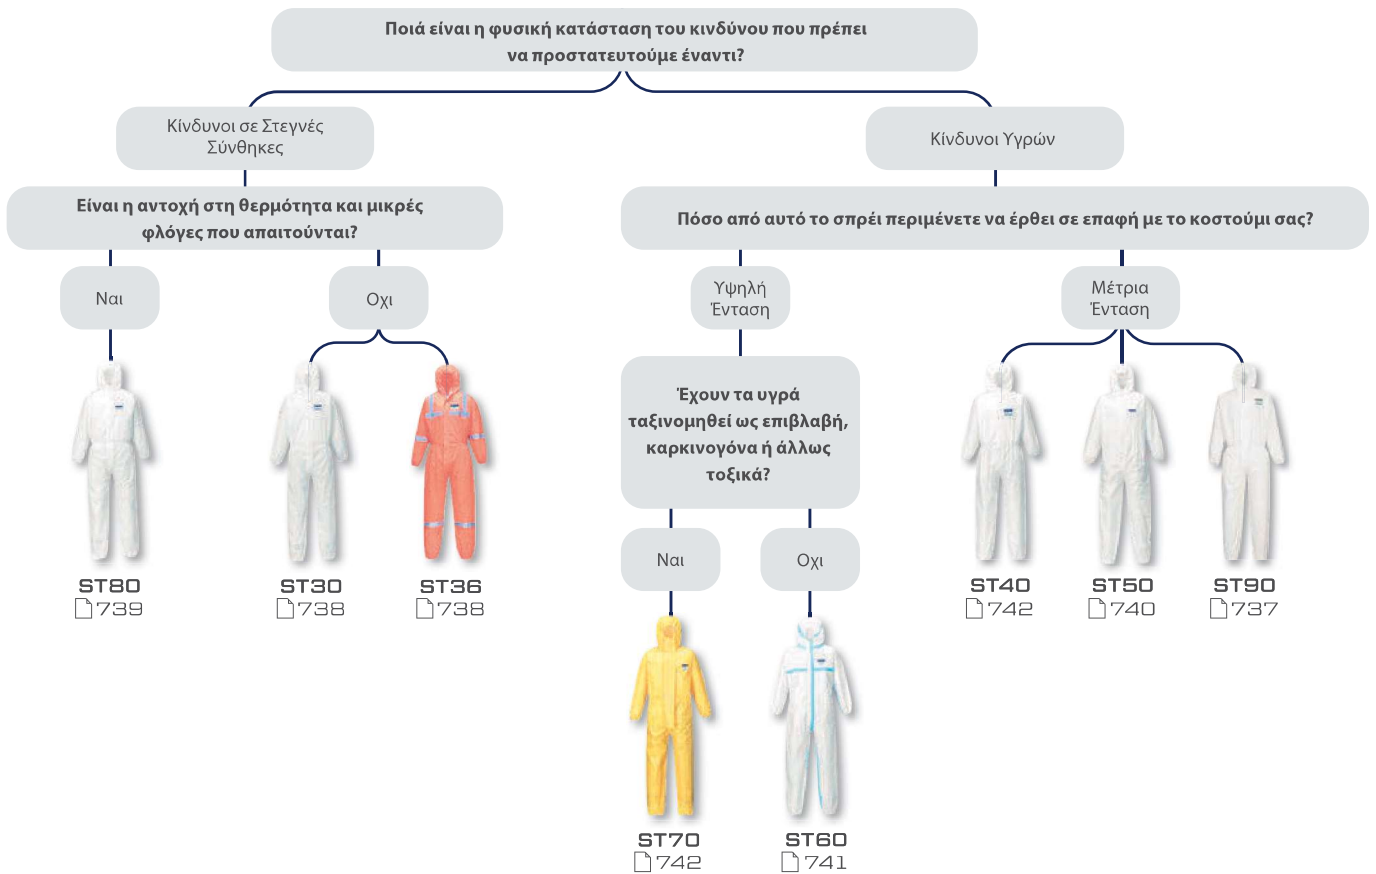 Ποιά είναι η φυσική κατάσταση του κινδύνου που πρέπει
να προστατευτούμε έναντι?
Κίνδυνοι σε Στεγνές
Σύνθηκες
Κίνδυνοι Υγρών
Είναι η αντοχή στη θερμότητα και μικρές
φλόγες που απαιτούνται?
Πόσο από αυτό το σπρέι περιμένετε να έρθει σε επαφή με το κοστούμι σας?
Ναι
Οχι
Υψηλή
Ένταση
Μέτρια
Ένταση
Έχουν τα υγρά
ταξινομηθεί ως επιβλαβή,
καρκινογόνα ή άλλως
τοξικά?
Ναι
Οχι
ST80
739
ST30
738
ST36
738
ST40
742
ST50
740
ST90
737
ST70
742
ST60
741